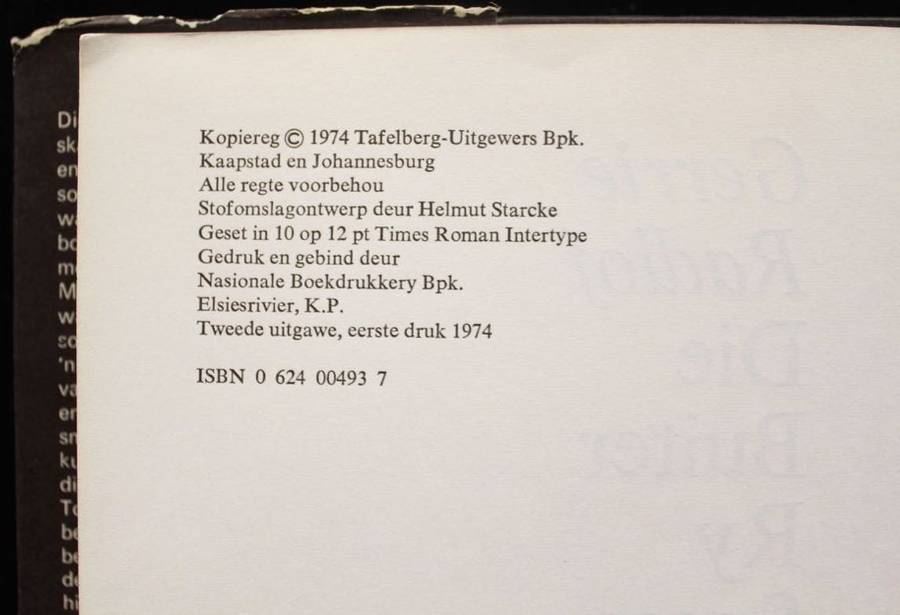 Kopiereg © 1974 Tafelberg-Uitgewers Bpk.
Kaapstad en Johannesburg
Alle regte voorbehou
Stofomslagontwerp deur Helmut Starcke
Geset in 10 op 12 pt Times Roman Intertype
Gedruk en gebind deur
Nasionale Boekdrukkery Bpk.
Elsiesrivier, K.P.
Tweede uitgawe, eerste druk 1974
ISBN 0 624 00493 7